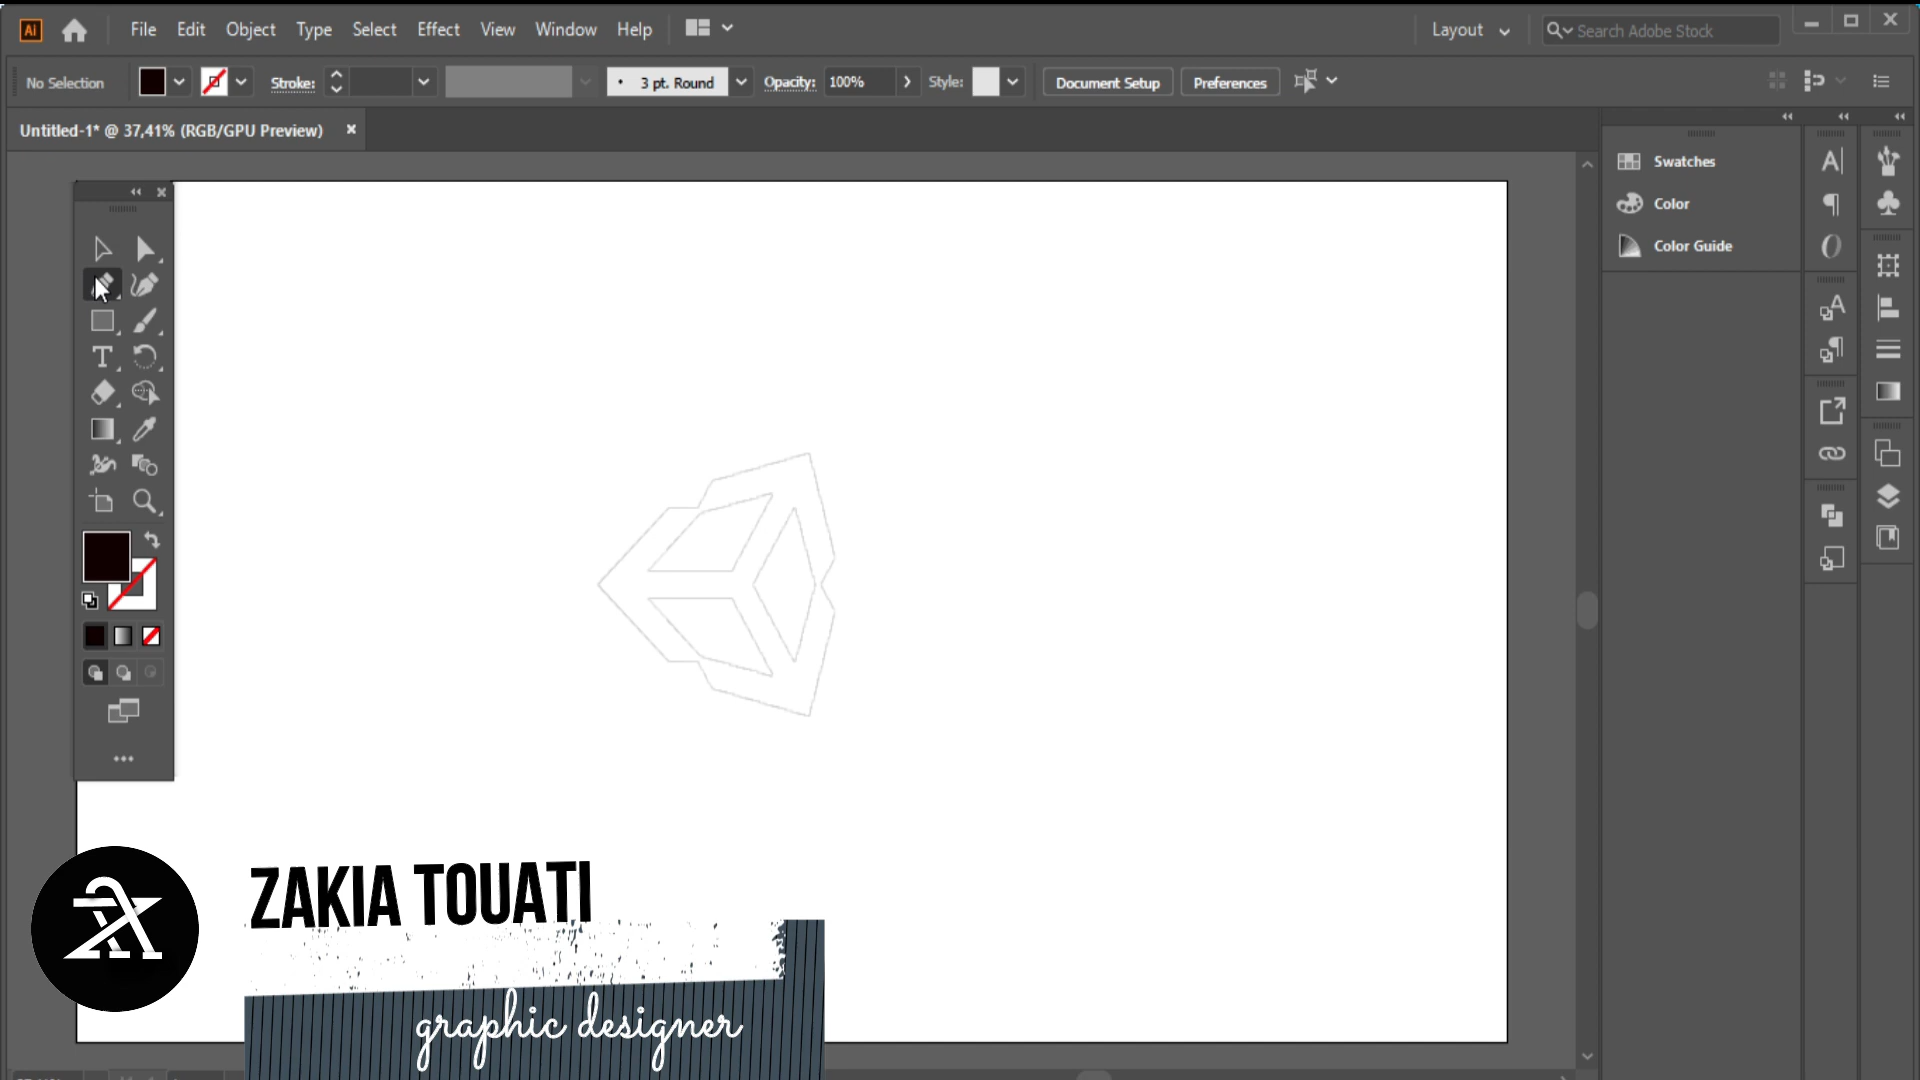 Ai File Edit Object Type Select Effect View Window Help Layout Search Adobe Stock
No Selection Stroke: 3 pt. Round Opacity: 100% Style: Document Setup Preferences
Untitled-1* @ 37,41% (RGB/GPU Preview)
Swatches
Color
Color Guide
ZAKIA TOUATI
graphic designer